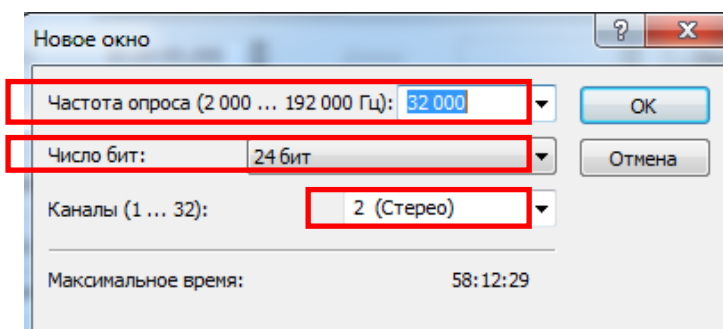 Новое окно
?
X
Частота опроса (2 000 ... 192 000 Гц): 32 000
OK
Число бит: 24 бит
Отмена
Каналы (1 ... 32): 2 (Стерео)
Максимальное время: 58:12:29